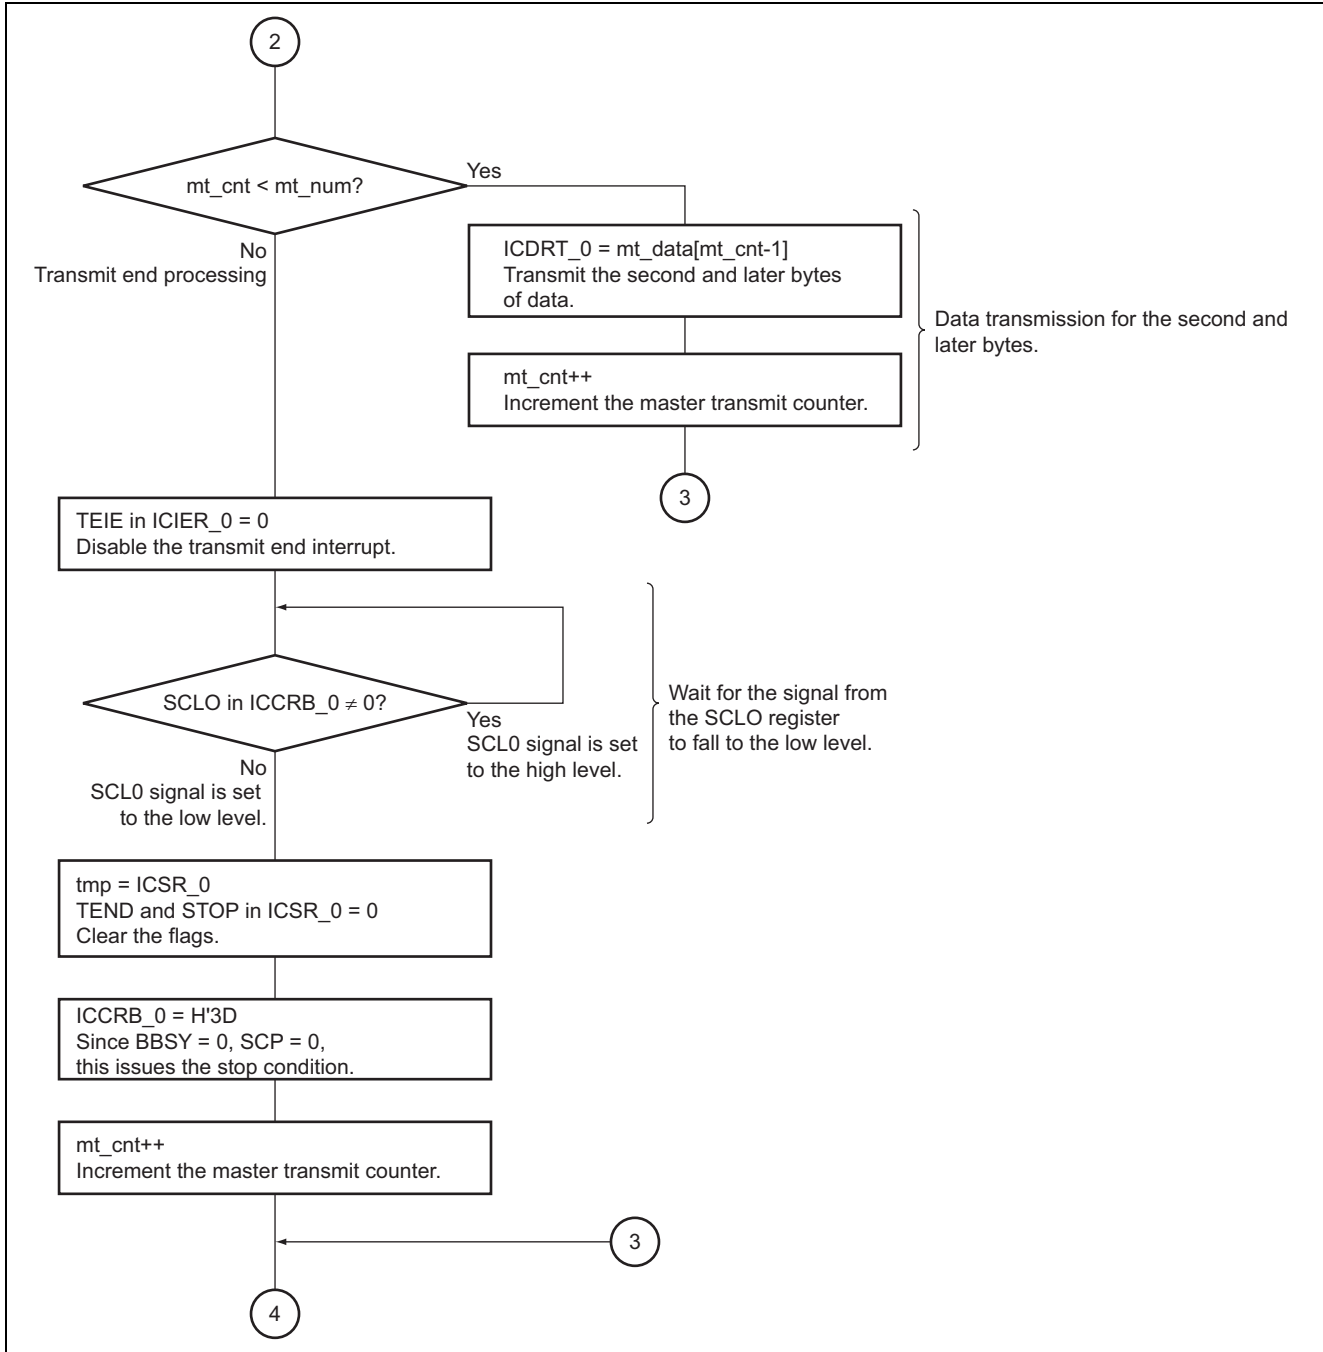 2
mt_cnt < mt_num?
Yes
No
Transmit end processing
ICDRT_0 = mt_data[mt_cnt-1]
Transmit the second and later bytes
of data.
Data transmission for the second and
later bytes.
mt_cnt++
Increment the master transmit counter.
3
TEIE in ICIER_0 = 0
Disable the transmit end interrupt.
SCLO in ICCRB_0 ≠ 0?
Yes
SCL0 signal is set
to the high level.
Wait for the signal from
the SCLO register
to fall to the low level.
No
SCL0 signal is set
to the low level.
tmp = ICSR_0
TEND and STOP in ICSR_0 = 0
Clear the flags.
ICCRB_0 = H'3D
Since BBSY = 0, SCP = 0,
this issues the stop condition.
mt_cnt++
Increment the master transmit counter.
3
4